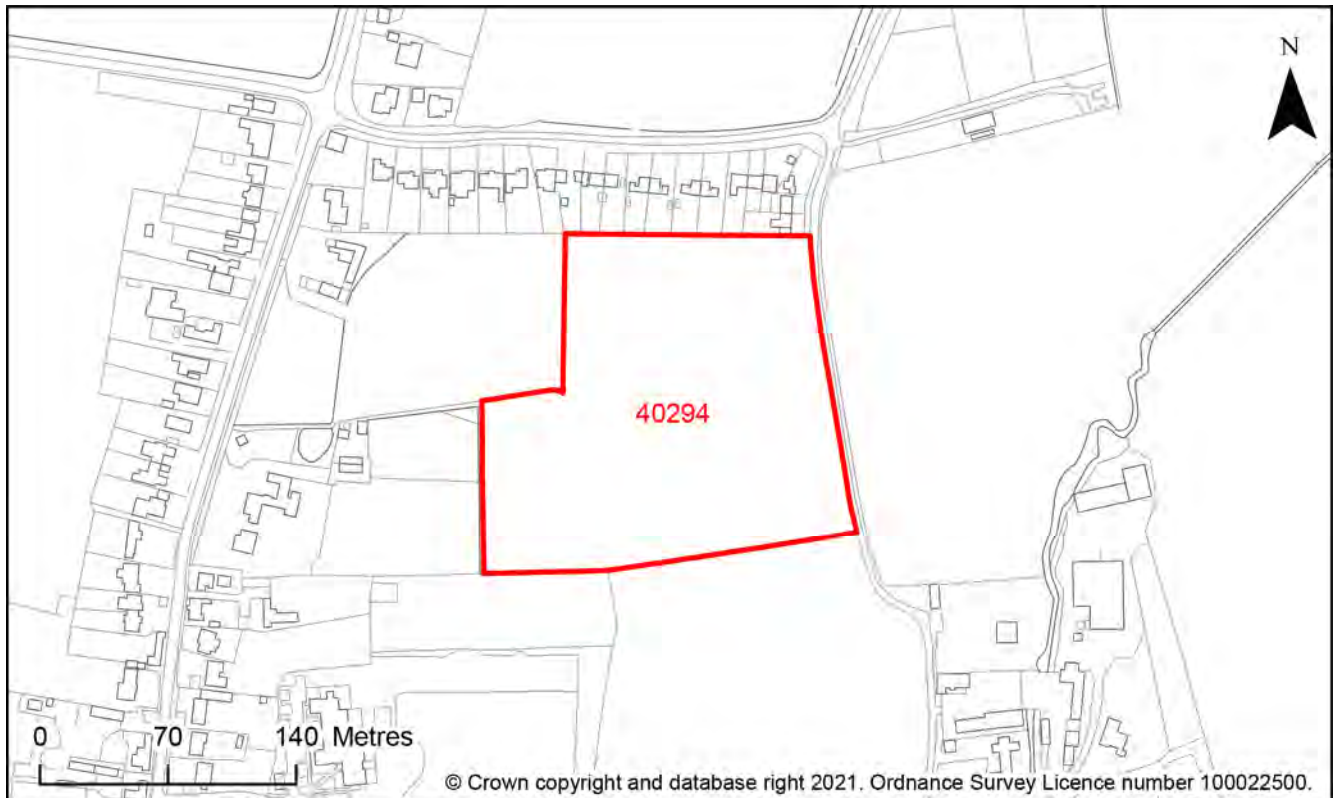 N
40294
0 70 140 Metres
© Crown copyright and database right 2021. Ordnance Survey Licence number 100022500.